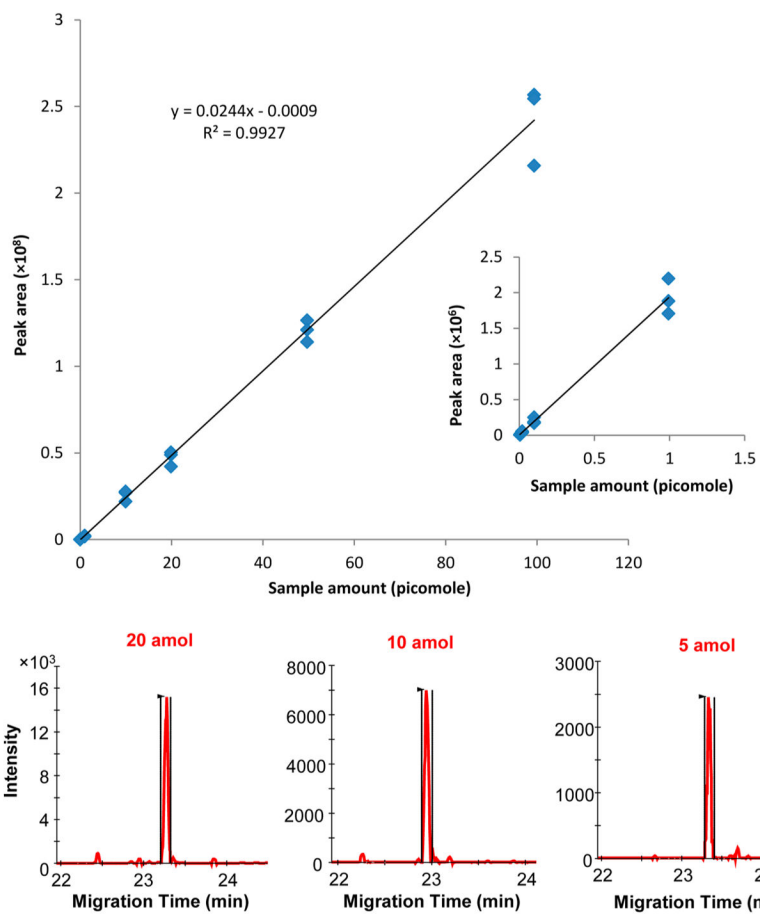 3
2.5
2
1.5
1
0.5
0
y = 0.0244x - 0.0009
R² = 0.9927
Peak area (×10⁸)
0 20 40 60 80 100 120
Sample amount (picomole)
2.5
2
1.5
1
0.5
0
Peak area (×10⁶)
0 0.5 1 1.5
Sample amount (picomole)
20 amol
×10³
16
12
8
4
0
Intensity
22 23 24
Migration Time (min)
10 amol
8000
6000
4000
2000
0
22 23 24
Migration Time (min)
5 amol
3000
2000
1000
0
22 23
Migration Time